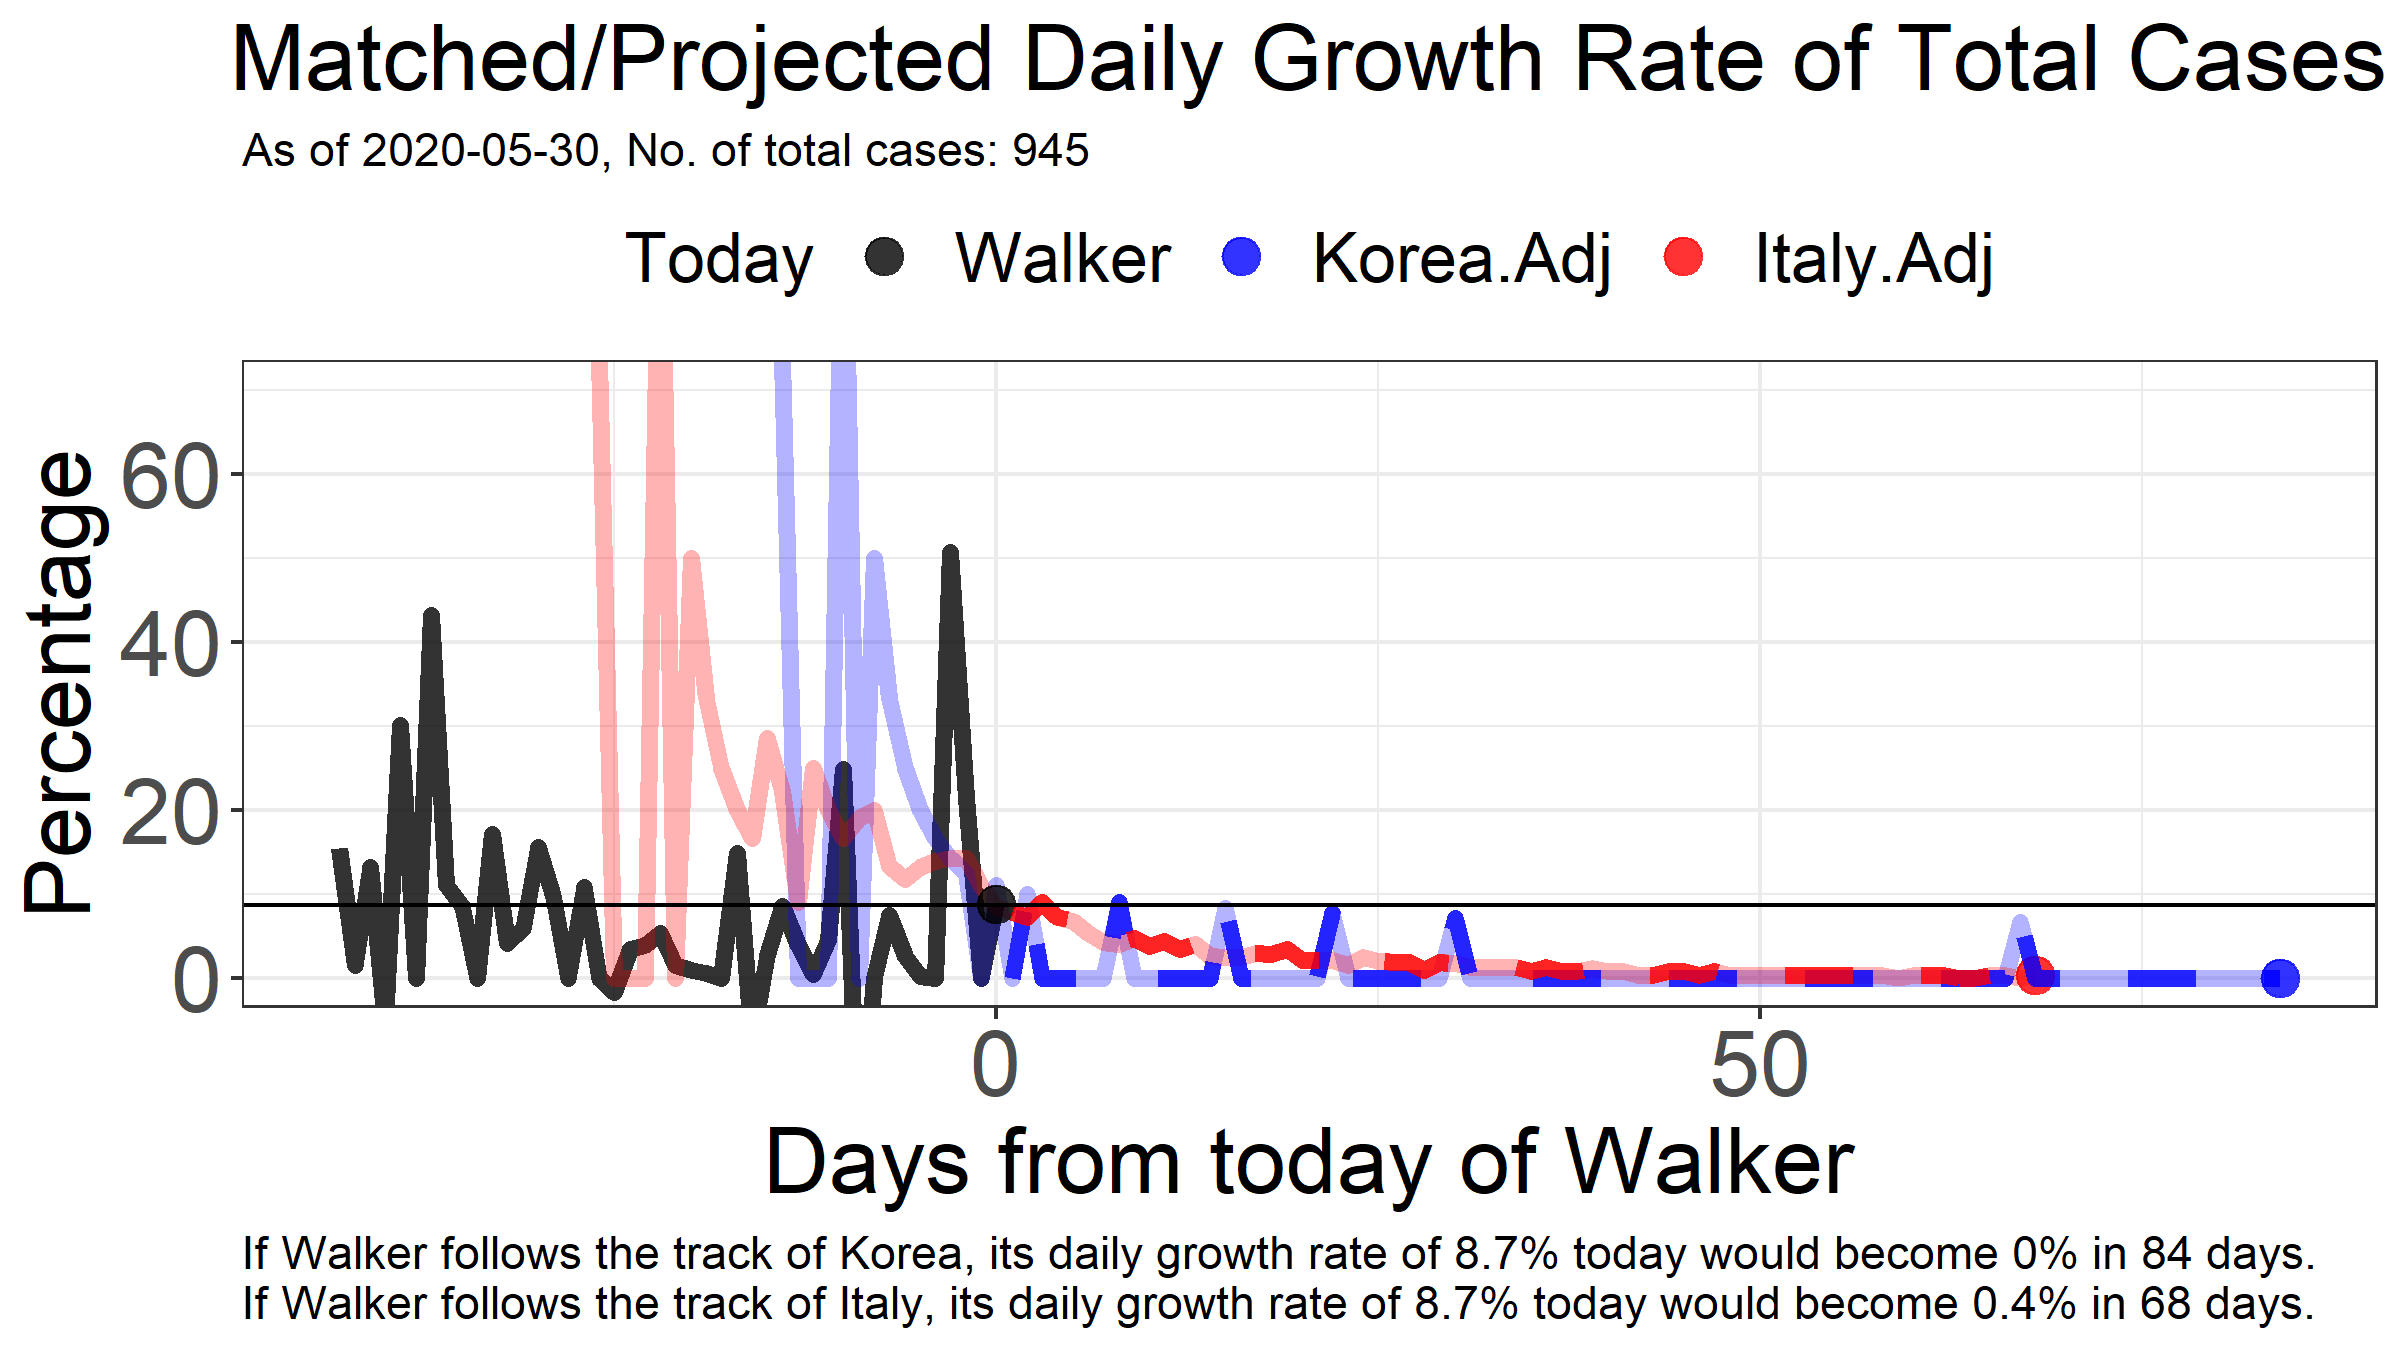 Matched/Projected Daily Growth Rate of Total Cases
As of 2020-05-30, No. of total cases: 945
Today Walker Korea.Adj Italy.Adj
Percentage
60
40
20
0
0 50
Days from today of Walker
If Walker follows the track of Korea, its daily growth rate of 8.7% today would become 0% in 84 days.
If Walker follows the track of Italy, its daily growth rate of 8.7% today would become 0.4% in 68 days.